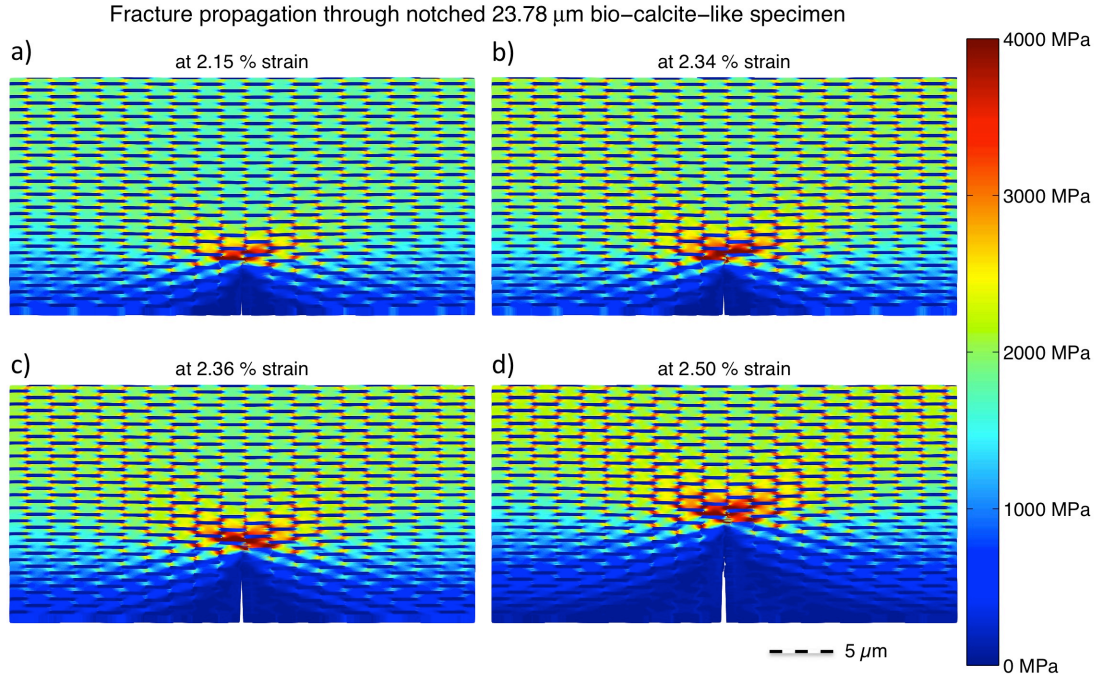 Fracture propagation through notched 23.78 μm bio−calcite−like specimen
a)
at 2.15 % strain
b)
at 2.34 % strain
4000 MPa
3000 MPa
2000 MPa
c)
at 2.36 % strain
d)
at 2.50 % strain
1000 MPa
5 μm
0 MPa